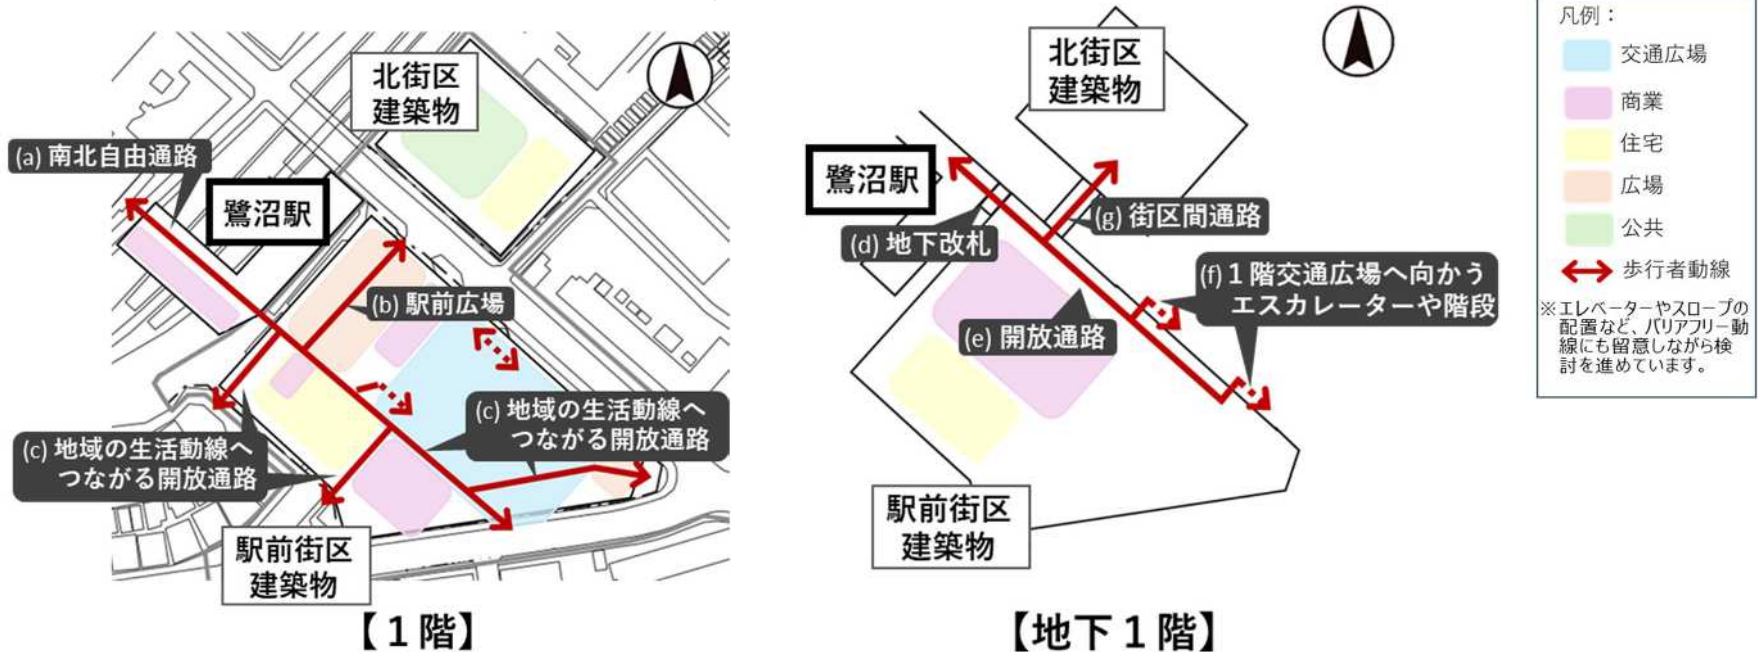 北街区
建築物
(a) 南北自由通路
鷺沼駅
(b) 駅前広場
(c) 地域の生活動線へ
つながる開放通路
(c) 地域の生活動線へ
つながる開放通路
駅前街区
建築物
【１階】
北街区
建築物
鷺沼駅
(g) 街区間通路
(d) 地下改札
(f) １階交通広場へ向かう
エスカレーターや階段
(e) 開放通路
駅前街区
建築物
【地下１階】
凡例：
交通広場
商業
住宅
広場
公共
歩行者動線
※エレベーターやスロープの
配置など、バリアフリー動
線にも留意しながら検
討を進めています。